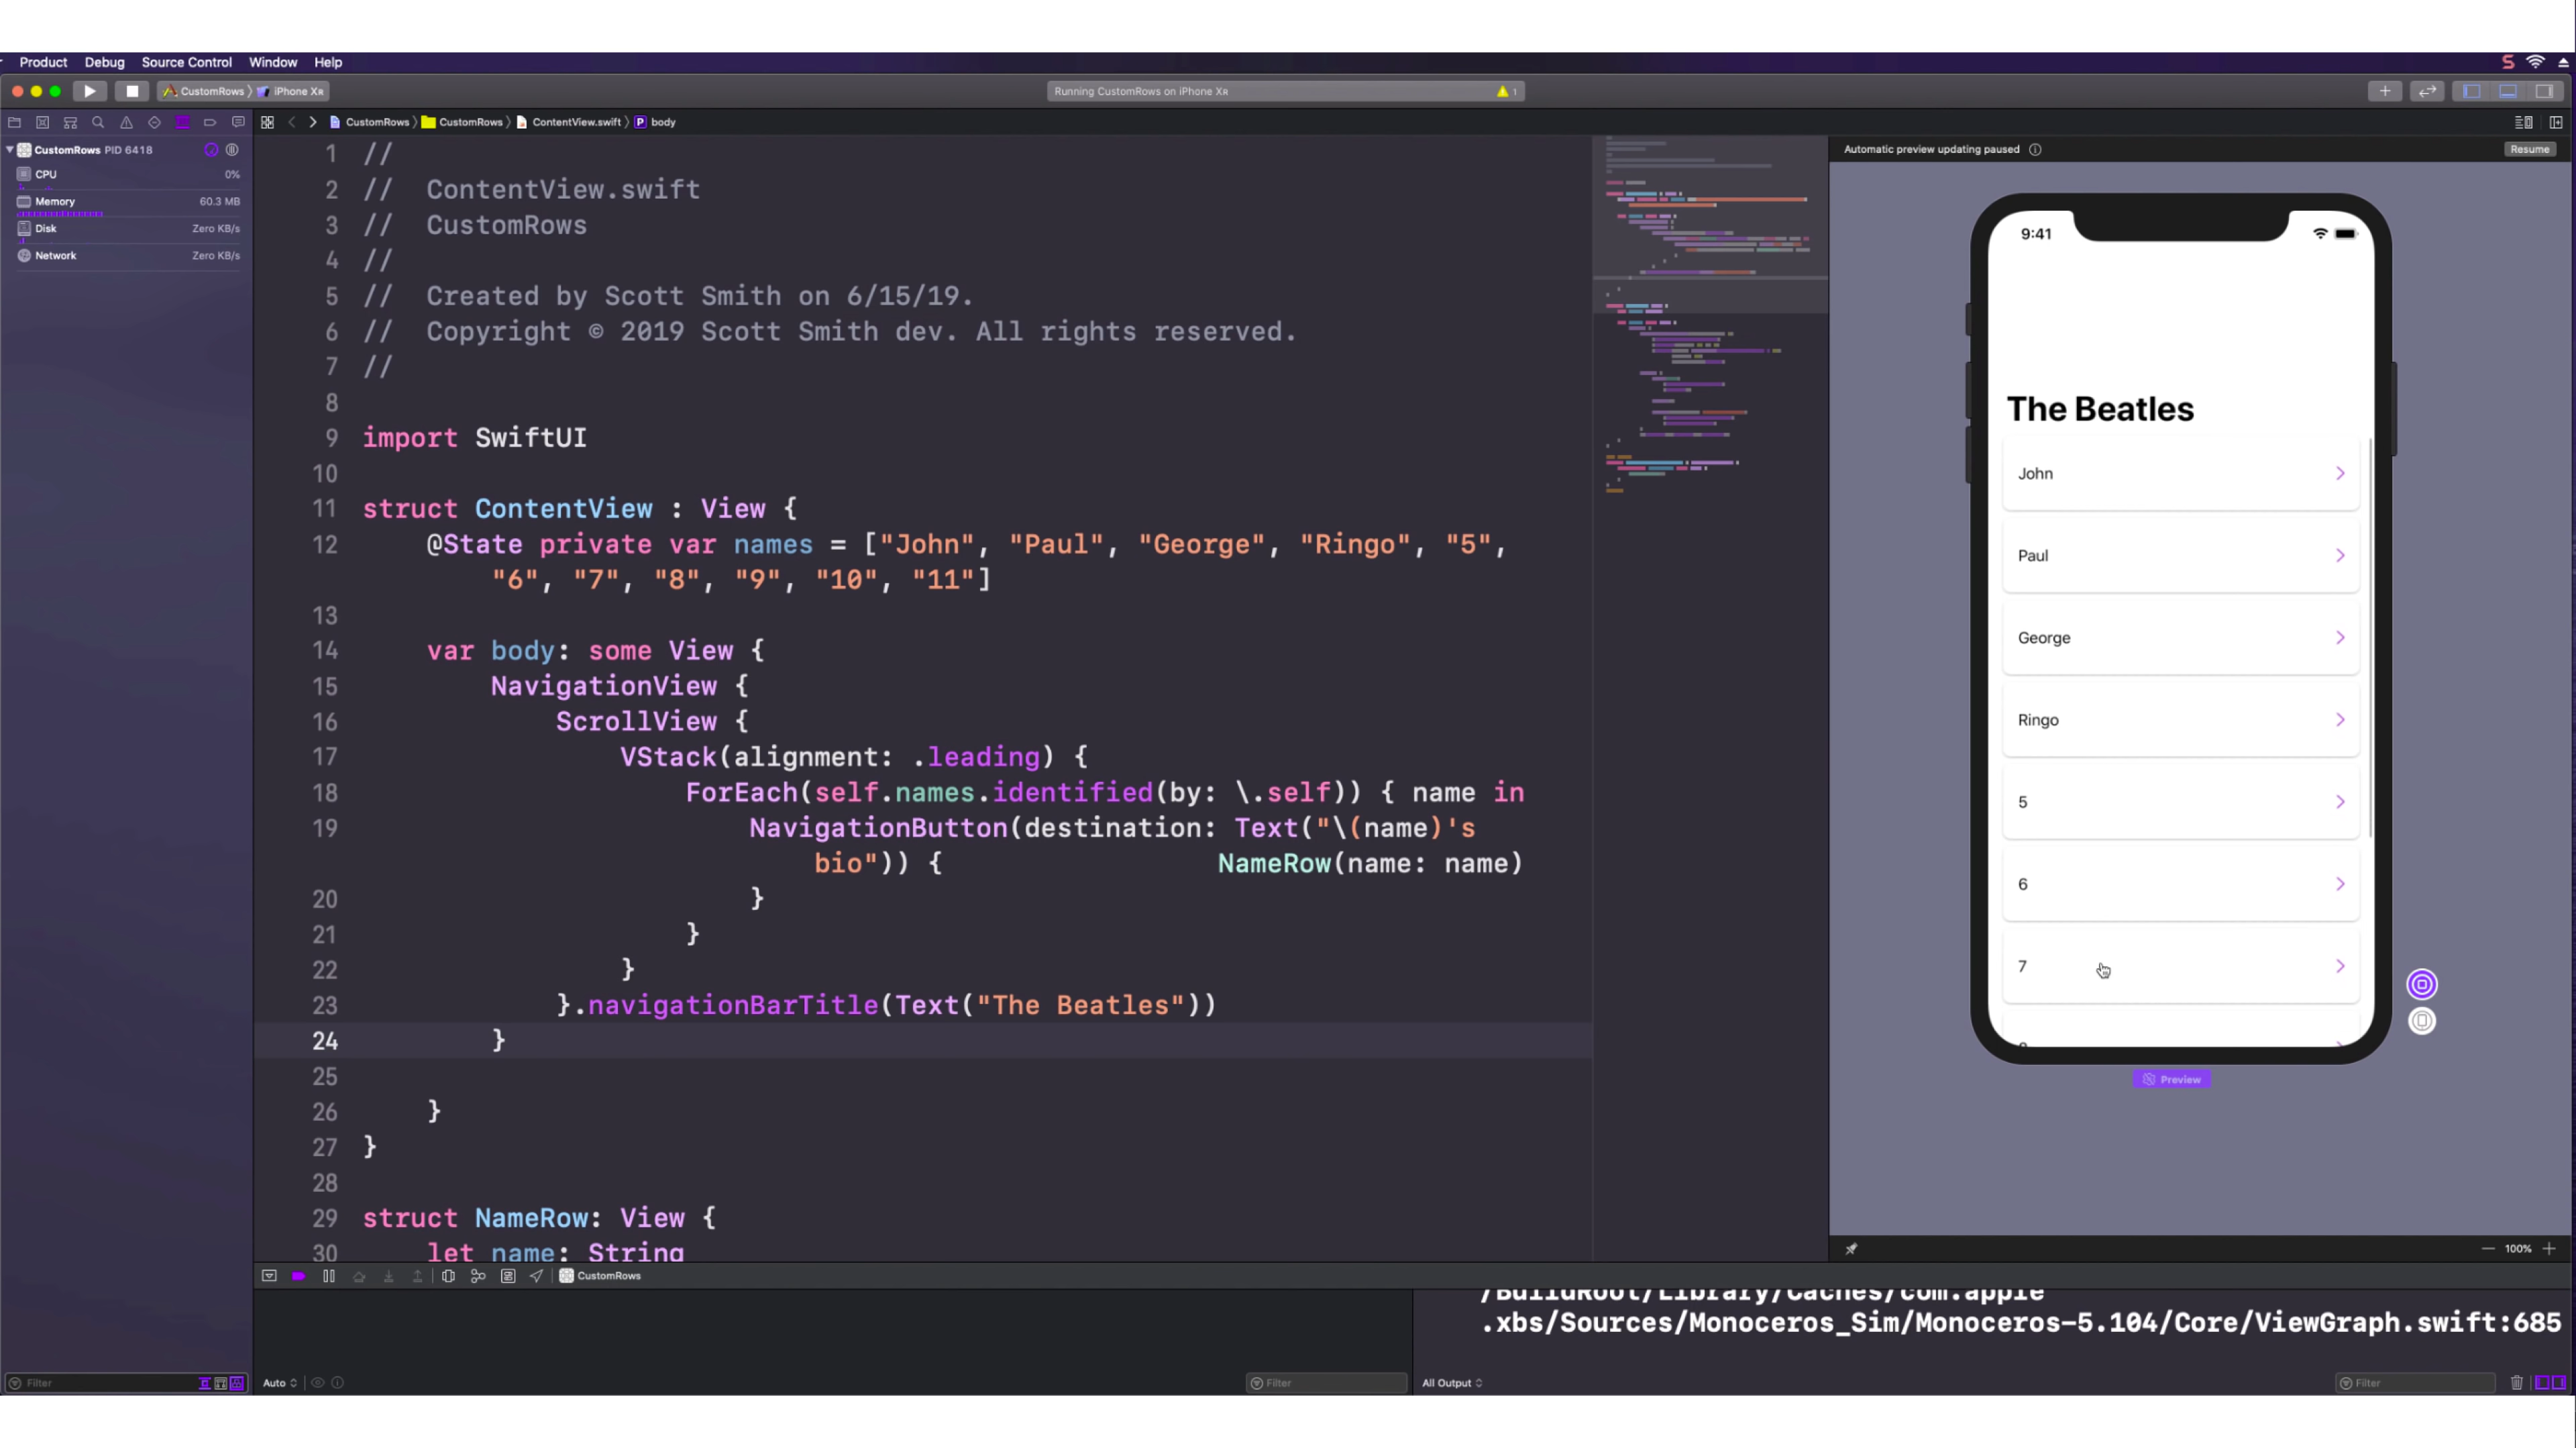 Product Debug Source Control Window Help
CustomRows 〉 iPhone Xʀ
Running CustomRows on iPhone Xʀ
1
CustomRows 〉 CustomRows 〉 ContentView.swift 〉 P body
CustomRows PID 6418
CPU 0%
Memory 60.3 MB
Disk Zero KB/s
Network Zero KB/s
1 //
2 // ContentView.swift
3 // CustomRows
4 //
5 // Created by Scott Smith on 6/15/19.
6 // Copyright © 2019 Scott Smith dev. All rights reserved.
7 //
8
9 import SwiftUI
10
11 struct ContentView : View {
12 @State private var names = ["John", "Paul", "George", "Ringo", "5",
"6", "7", "8", "9", "10", "11"]
13
14 var body: some View {
15 NavigationView {
16 ScrollView {
17 VStack(alignment: .leading) {
18 ForEach(self.names.identified(by: \.self)) { name in
19 NavigationButton(destination: Text("\(name)'s
bio")) { NameRow(name: name)
20 }
21 }
22 }
23 }.navigationBarTitle(Text("The Beatles"))
24 }
25
26 }
27 }
28
29 struct NameRow: View {
30 let name: String
Automatic preview updating paused
Resume
9:41
The Beatles
John
Paul
George
Ringo
5
6
7
Preview
100%
CustomRows
/BuildRoot/Library/Caches/com.apple
.xbs/Sources/Monoceros_Sim/Monoceros-5.104/Core/ViewGraph.swift:685
Filter
Auto
Filter
All Output
Filter